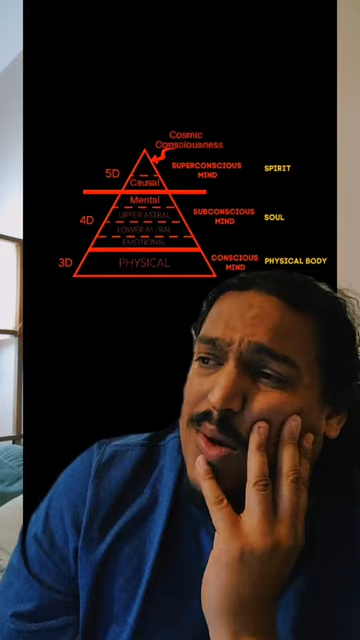 Cosmic
Consciousness
5D
SUPERCONSCIOUS
MIND
SPIRIT
Causal
Mental
4D
UPPER ASTRAL
SUBCONSCIOUS
MIND
SOUL
LOWER ASTRAL
EMOTIONAL
3D
PHYSICAL
CONSCIOUS
MIND
PHYSICAL BODY